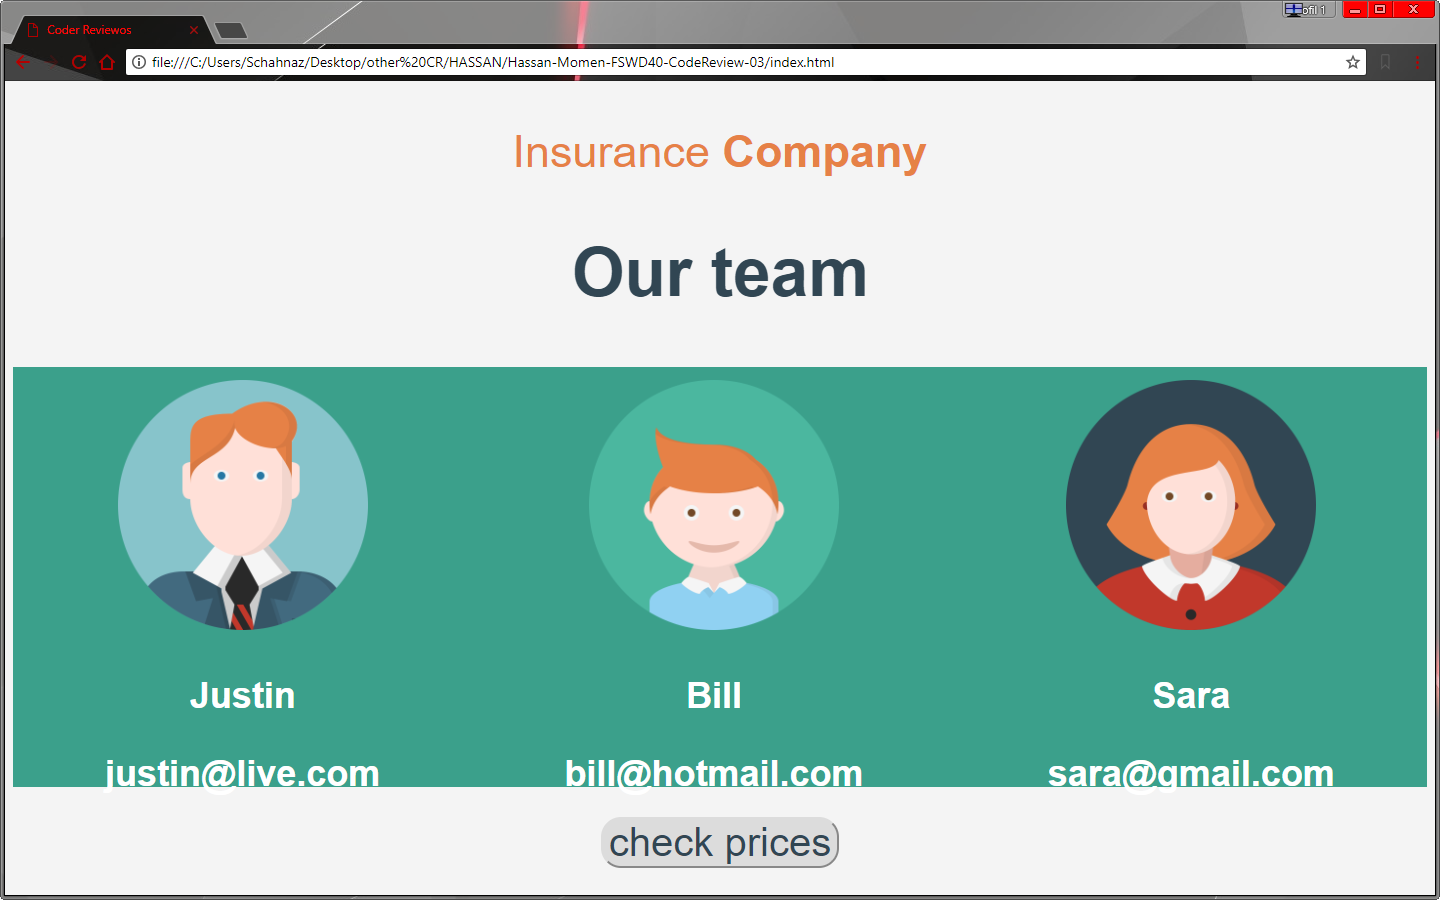 Coder Reviewos
ofil 1
file:///C:/Users/Schahnaz/Desktop/other%20CR/HASSAN/Hassan-Momen-FSWD40-CodeReview-03/index.html
Insurance Company
Our team
Justin
Bill
Sara
justin@live.com
bill@hotmail.com
sara@gmail.com
check prices